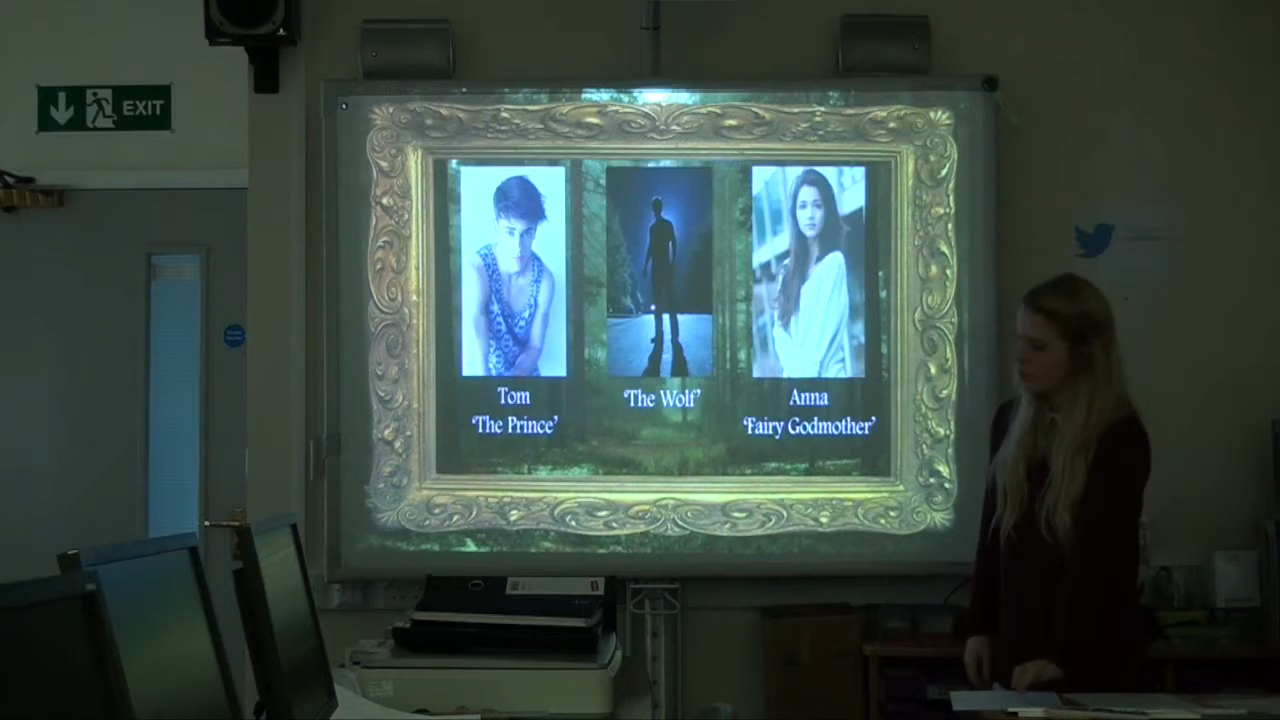 EXIT
Tom
'The Prince'
'The Wolf'
Anna
'Fairy Godmother'